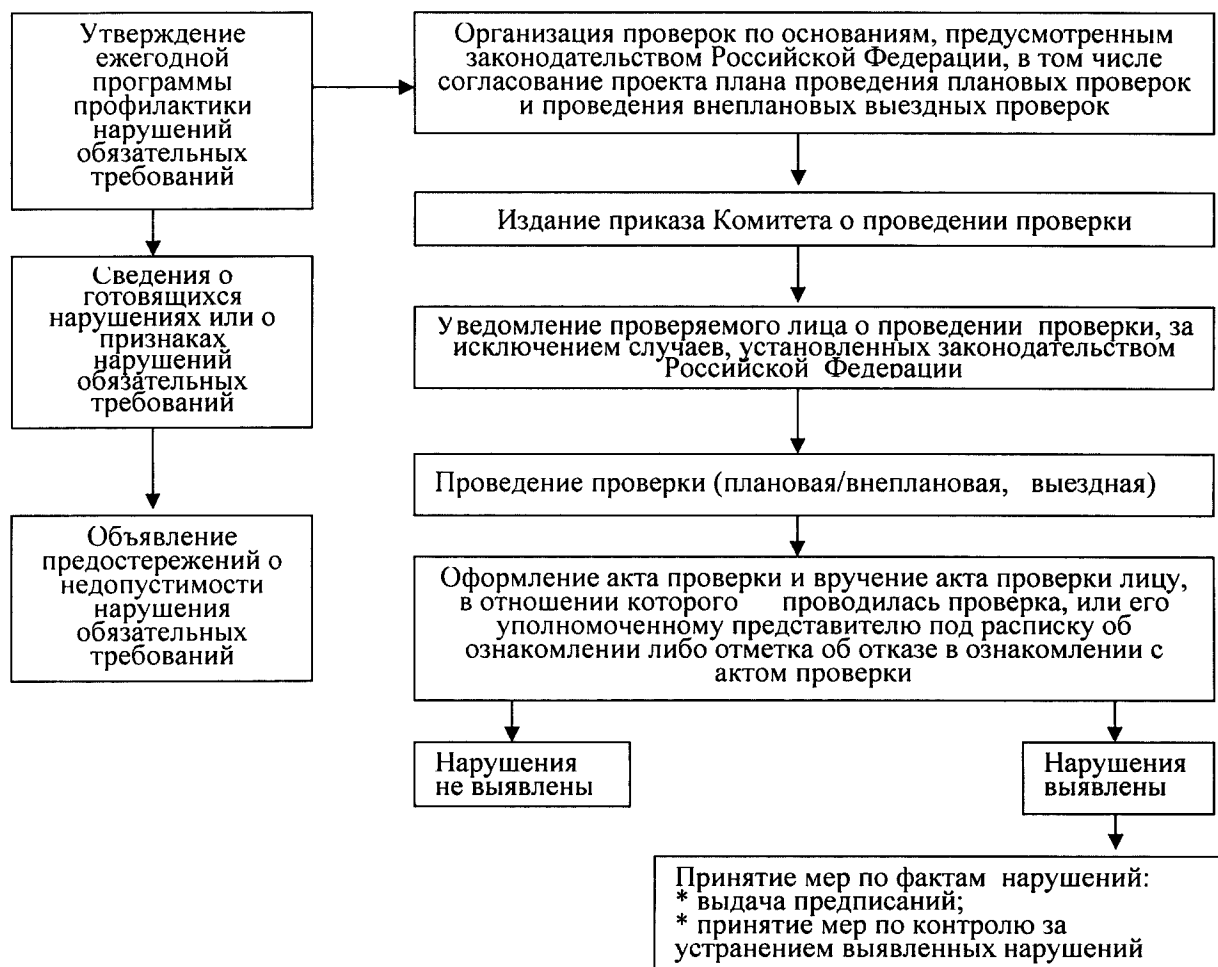 Утверждение
ежегодной
программы
профилактики
нарушений
обязательных
требований
Организация проверок по основаниям, предусмотренным
законодательством Российской Федерации, в том числе
согласование проекта плана проведения плановых проверок
и проведения внеплановых выездных проверок
Издание приказа Комитета о проведении проверки
Сведения о
готовящихся
нарушениях или о
признаках
нарушений
обязательных
требований
Уведомление проверяемого лица о проведении проверки, за
исключением случаев, установленных законодательством
Российской Федерации
Проведение проверки (плановая/внеплановая, выездная)
Объявление
предостережений о
недопустимости
нарушения
обязательных
требований
Оформление акта проверки и вручение акта проверки лицу,
в отношении которого проводилась проверка, или его
уполномоченному представителю под расписку об
ознакомлении либо отметка об отказе в ознакомлении с
актом проверки
Нарушения
не выявлены
Нарушения
выявлены
Принятие мер по фактам нарушений:
* выдача предписаний;
* принятие мер по контролю за
устранением выявленных нарушений